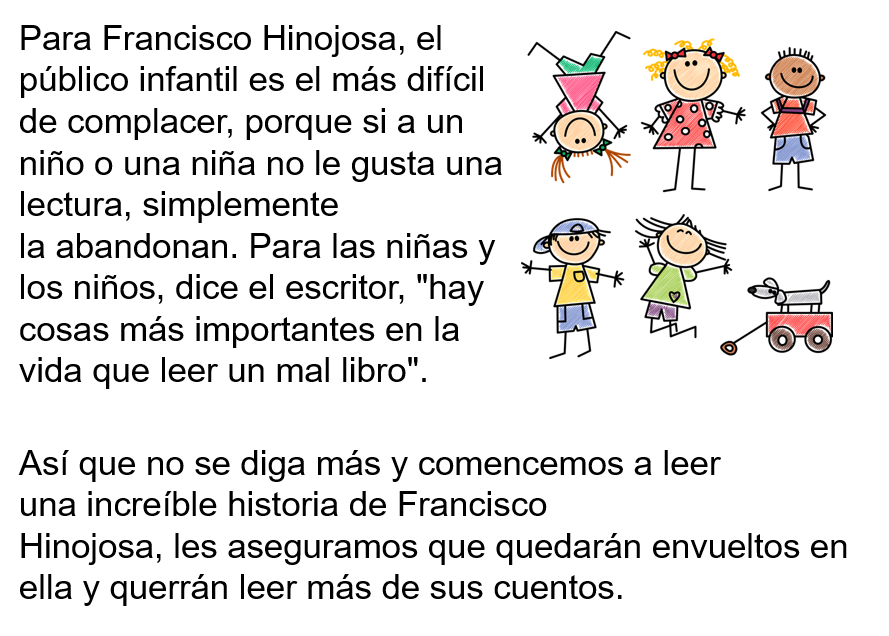 Para Francisco Hinojosa, el
público infantil es el más difícil
de complacer, porque si a un
niño o una niña no le gusta una
lectura, simplemente
la abandonan. Para las niñas y
los niños, dice el escritor, "hay
cosas más importantes en la
vida que leer un mal libro".
Así que no se diga más y comencemos a leer
una increíble historia de Francisco
Hinojosa, les aseguramos que quedarán envueltos en
ella y querrán leer más de sus cuentos.